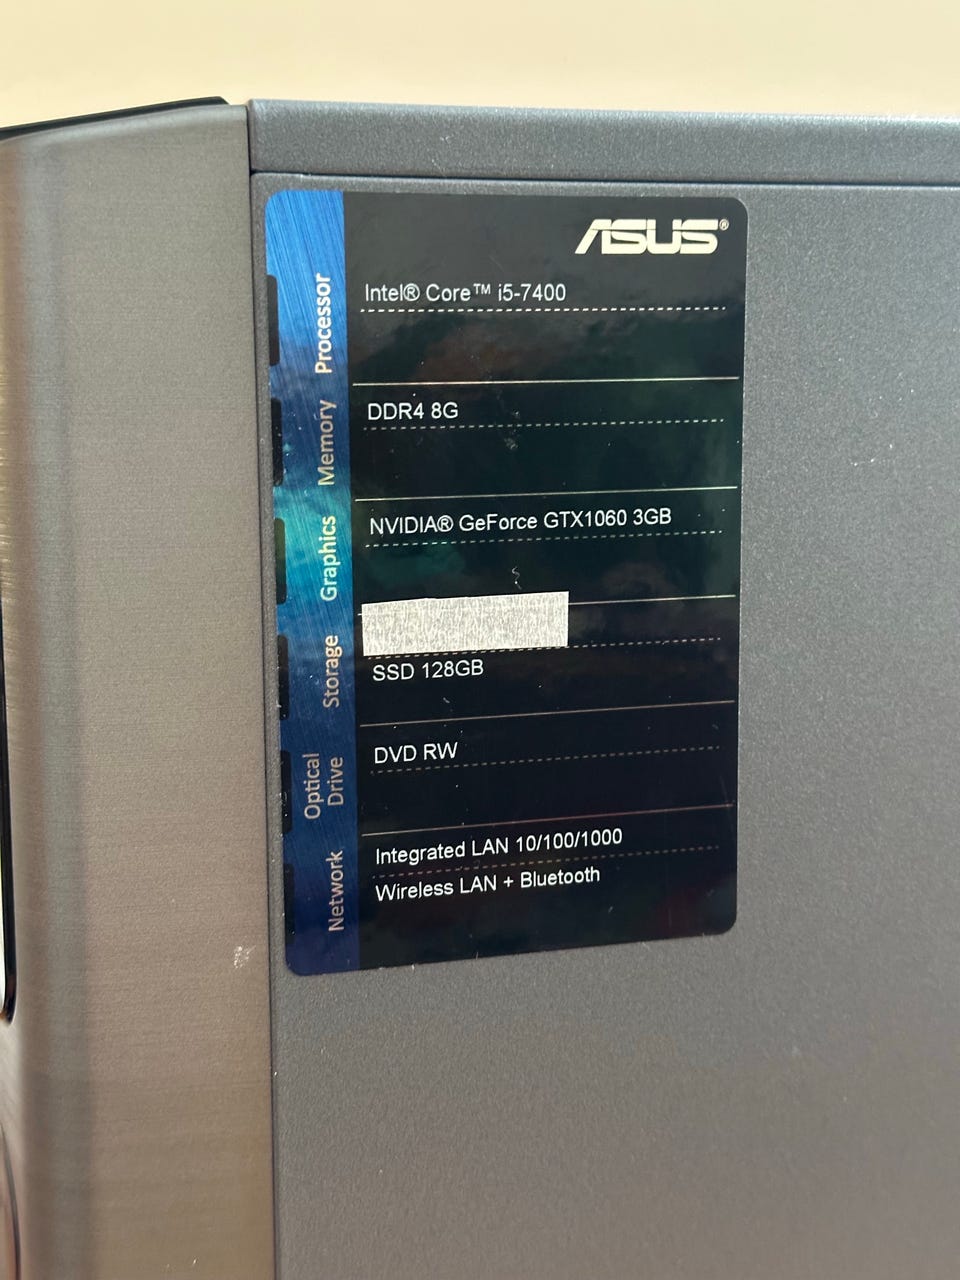 ASUS®
Processor
Intel® Core™ i5-7400
Memory
DDR4 8G
Graphics
NVIDIA® GeForce GTX1060 3GB
Storage
SSD 128GB
Optical
Drive
DVD RW
Network
Integrated LAN 10/100/1000
Wireless LAN + Bluetooth